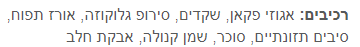 רכיבים: אגוזי פקאן, שקדים, סירופ גלוקוזה, אורז תפוח,
סיבים תזונתיים, סוכר, שמן קנולה, אבקת חלב